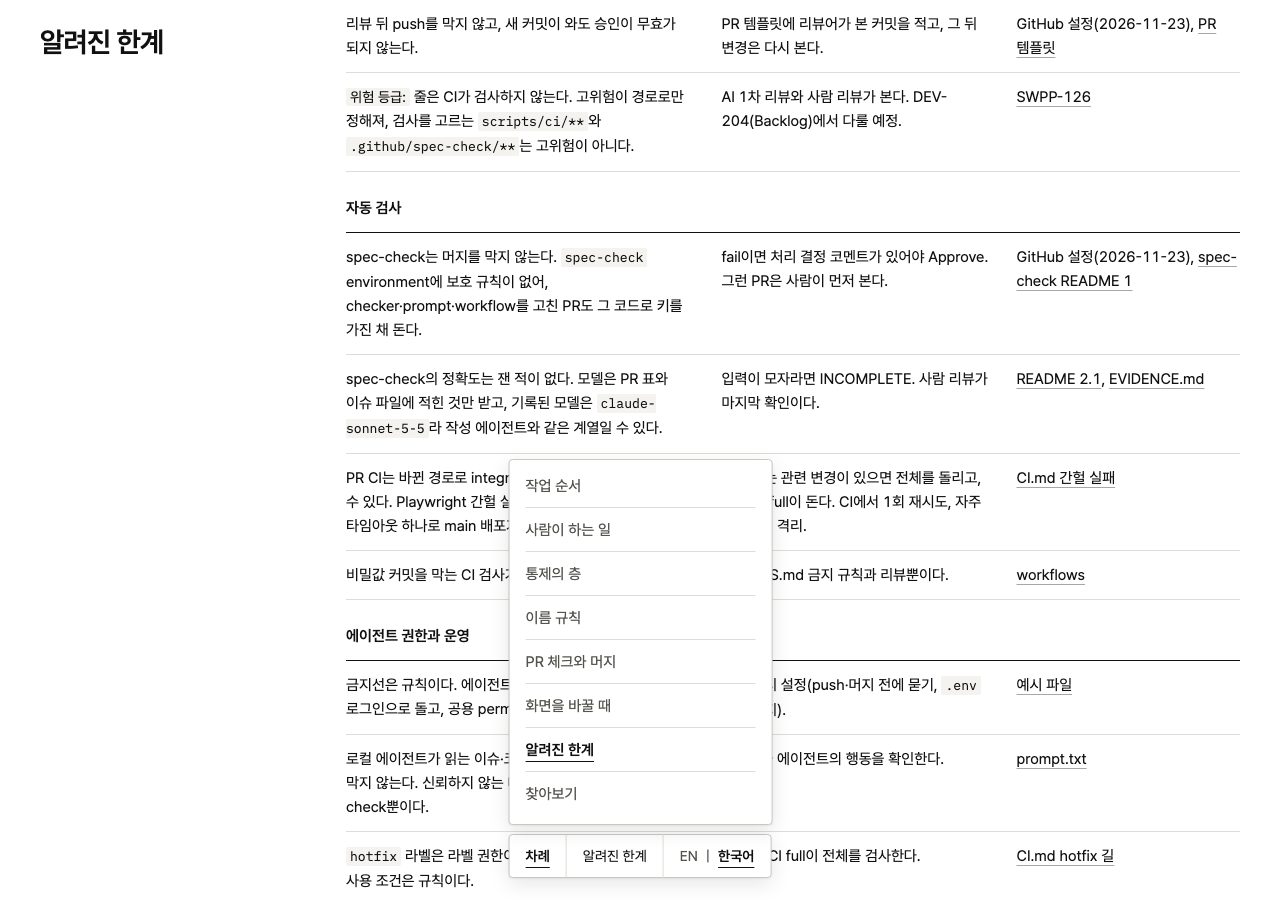 알려진 한계
리뷰 뒤 push를 막지 않고, 새 커밋이 와도 승인이 무효가
되지 않는다.
PR 템플릿에 리뷰어가 본 커밋을 적고, 그 뒤
변경은 다시 본다.
GitHub 설정(2026-11-23), PR
템플릿
위험 등급: 줄은 CI가 검사하지 않는다. 고위험이 경로로만
정해져, 검사를 고르는 scripts/ci/** 와
.github/spec-check/** 는 고위험이 아니다.
AI 1차 리뷰와 사람 리뷰가 본다. DEV-
204(Backlog)에서 다룰 예정.
SWPP-126
자동 검사
spec-check는 머지를 막지 않는다. spec-check
environment에 보호 규칙이 없어,
checker·prompt·workflow를 고친 PR도 그 코드로 키를
가진 채 돈다.
fail이면 처리 결정 코멘트가 있어야 Approve.
그런 PR은 사람이 먼저 본다.
GitHub 설정(2026-11-23), spec-
check README 1
spec-check의 정확도는 잰 적이 없다. 모델은 PR 표와
이슈 파일에 적힌 것만 받고, 기록된 모델은 claude-
sonnet-5-5 라 작성 에이전트와 같은 계열일 수 있다.
입력이 모자라면 INCOMPLETE. 사람 리뷰가
마지막 확인이다.
README 2.1, EVIDENCE.md
PR CI는 바뀐 경로로
수 있다. Playwright 간헐
타임아웃 하나로 main
관련 변경이 있으면 전체를 돌리고,
돈다. CI에서 1회 재시도, 자주
격리.
CI.md 간헐 실패
비밀값 커밋을 막는 CI
금지 규칙과 리뷰뿐이다.
workflows
에이전트 권한과 운영
금지선은 규칙이다.
로그인으로 돌고, 공용
설정(push·머지 전에 묻기, .env
예시 파일
로컬 에이전트가 읽는
막지 않는다. 신뢰하지 않는
check뿐이다.
에이전트의 행동을 확인한다.
prompt.txt
hotfix 라벨은 라벨
사용 조건은 규칙이다.
full이 전체를 검사한다.
CI.md hotfix 길
작업 순서
사람이 하는 일
통제의 층
이름 규칙
PR 체크와 머지
화면을 바꿀 때
알려진 한계
찾아보기
차례
알려진 한계
EN | 한국어